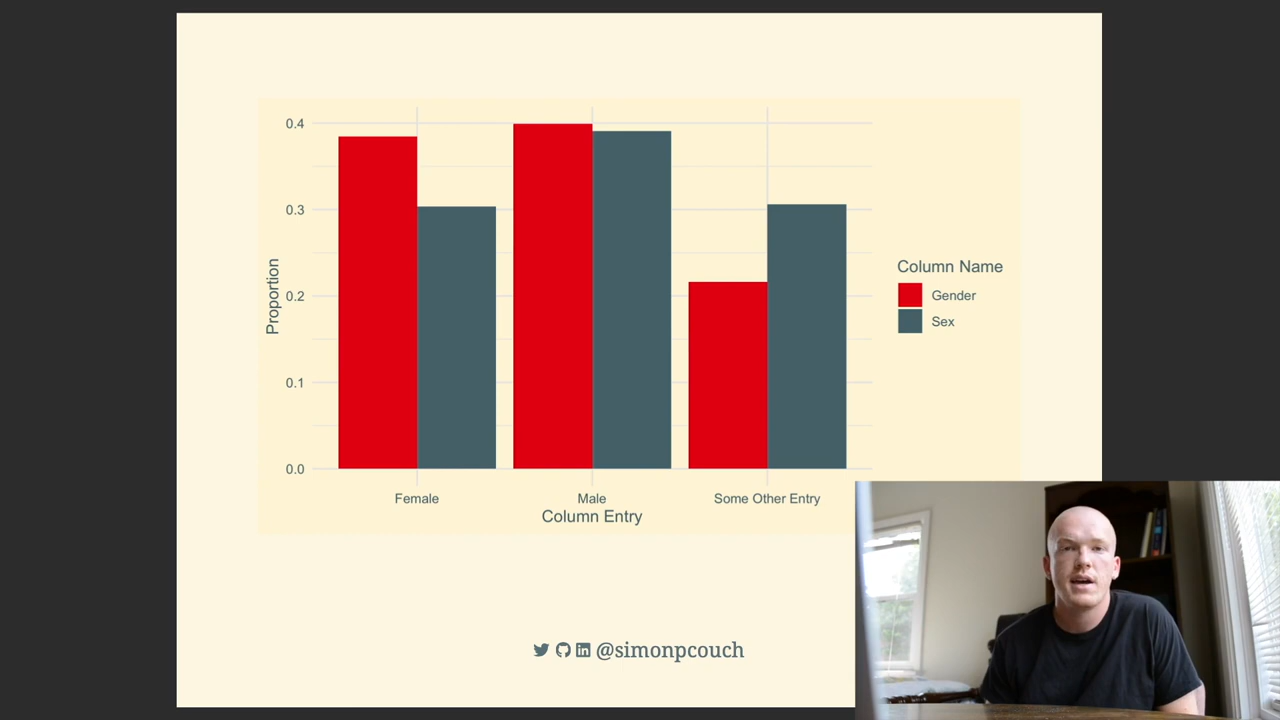 0.4
0.3
0.2
0.1
0.0
Proportion
Female
Male
Some Other Entry
Column Entry
Column Name
Gender
Sex
@simonpcouch